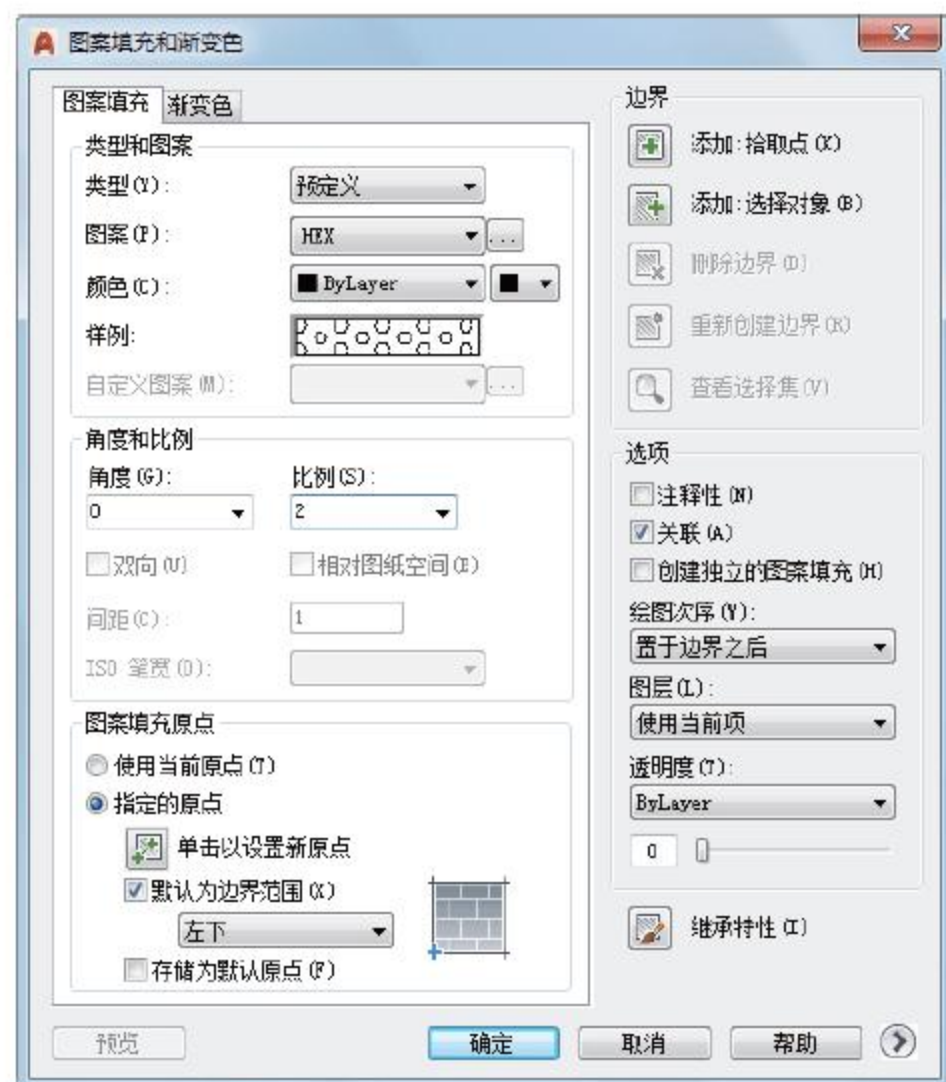 图案填充和渐变色
图案填充 渐变色
类型和图案
类型(Y): 预定义
图案(P): HEX ...
颜色(C): ByLayer
样例:
自定义图案(M): ...
角度和比例
角度(G): 比例(S):
0 2
双向(U) 相对图纸空间(E)
间距(C): 1
ISO 笔宽(O):
图案填充原点
使用当前原点(T)
指定的原点
单击以设置新原点
默认为边界范围(X)
左下
存储为默认原点(F)
边界
添加:拾取点(K)
添加:选择对象(B)
删除边界(D)
重新创建边界(R)
查看选择集(V)
选项
注释性(N)
关联(A)
创建独立的图案填充(H)
绘图次序(W):
置于边界之后
图层(L):
使用当前项
透明度(T):
ByLayer
0
继承特性(I)
预览 确定 取消 帮助